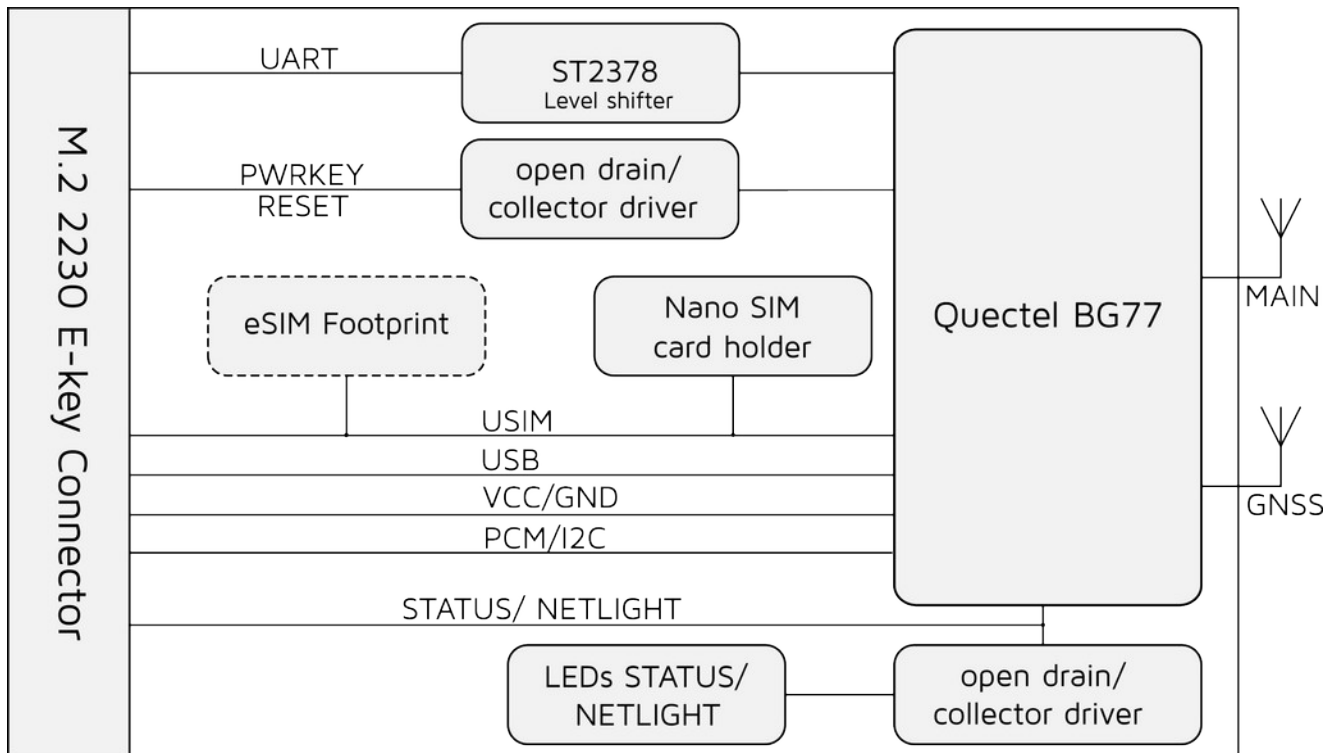 M.2 2230 E-key Connector
UART
ST2378
Level shifter
PWRKEY
RESET
open drain/
collector driver
eSIM Footprint
Nano SIM
card holder
Quectel BG77
MAIN
GNSS
USIM
USB
VCC/GND
PCM/I2C
STATUS/ NETLIGHT
LEDs STATUS/
NETLIGHT
open drain/
collector driver